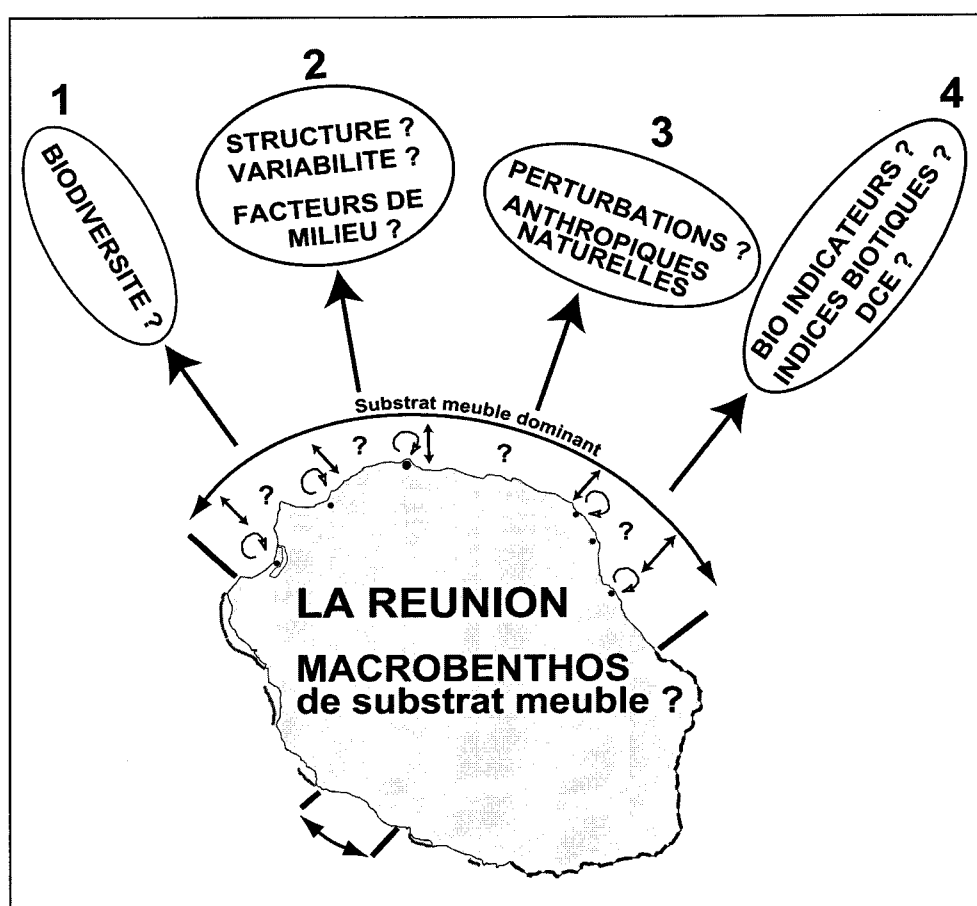 1
BIODIVERSITE ?
2
STRUCTURE ?
VARIABILITE ?
FACTEURS DE
MILIEU ?
3
PERTURBATIONS ?
ANTHROPIQUES
NATURELLES
4
BIO INDICATEURS ?
INDICES BIOTIQUES ?
DCE ?
Substrat meuble dominant
?
?
?
?
?
LA REUNION
MACROBENTHOS
de substrat meuble ?